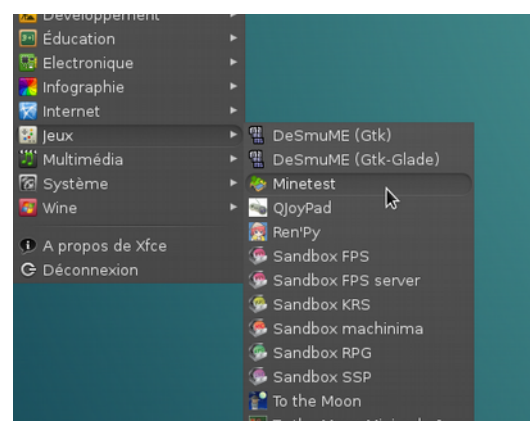 Développement
Éducation
Electronique
Infographie
Internet
Jeux
Multimédia
Système
Wine
A propos de Xfce
Déconnexion
DeSmuME (Gtk)
DeSmuME (Gtk-Glade)
Minetest
QJoyPad
Ren'Py
Sandbox FPS
Sandbox FPS server
Sandbox KRS
Sandbox machinima
Sandbox RPG
Sandbox SSP
To the Moon